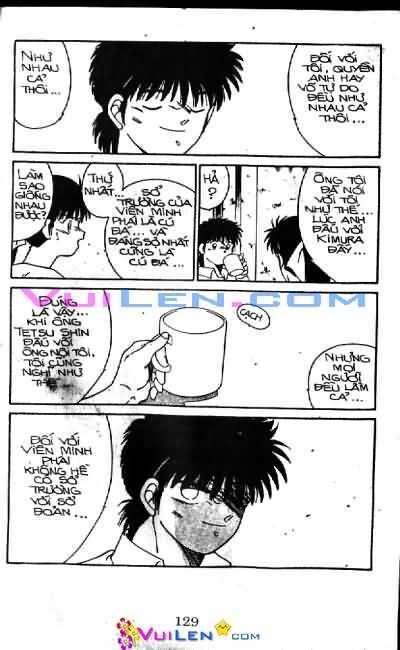 ĐỐI VỚI
TÔI, QUYỀN
ANH HAY
VÕ TỰ DO
ĐỀU NHƯ
NHAU CẢ
THÔI...
NHƯ
NHAU
CẢ
THÔI...
ÔNG TÔI
ĐÃ NÓI
VỚI TÔI
NHƯ THẾ...
LÚC ANH
ĐẤU VỚI
KIMURA
ĐẤY...
HẢ
?
THỨ
NHẤT...
SỞ
TRƯỜNG CỦA
VIÊN MINH
PHẢI LÀ CÚ
ĐÁ... VÀ
ĐÁNG SỢ NHẤT
CŨNG LÀ
CÚ ĐÁ...
LÀM
SAO
GIỐNG
NHAU
ĐƯỢC?
ĐỪNG
LÀ VẬY...
KHI ÔNG
TETSU SHIN
ĐẤU VỚI
ÔNG NỘI TÔI,
TÔI CŨNG
NGHĨ NHƯ
THẾ
CẠCH
NHƯNG
MỌI
NGƯỜI
ĐỀU LẦM
CẢ...
VuiLen.com
ĐỐI VỚI
VIÊN MINH
PHÁI
KHÔNG HỀ
CÓ SỞ
TRƯỜNG
VỚI SỞ
ĐOẢN...
129
VuiLen.com